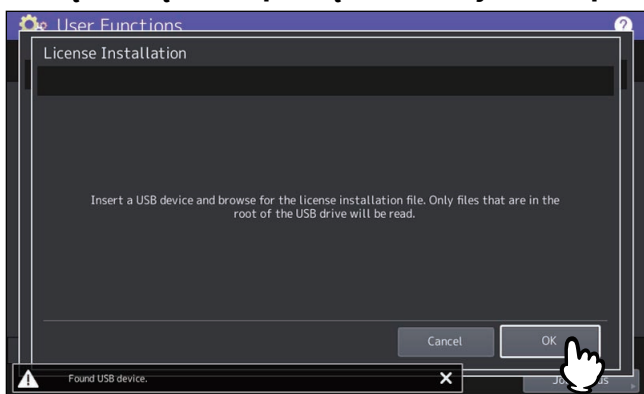 User Functions
?
License Installation
Insert a USB device and browse for the license installation file. Only files that are in the
root of the USB drive will be read.
Cancel
OK
Found USB device.